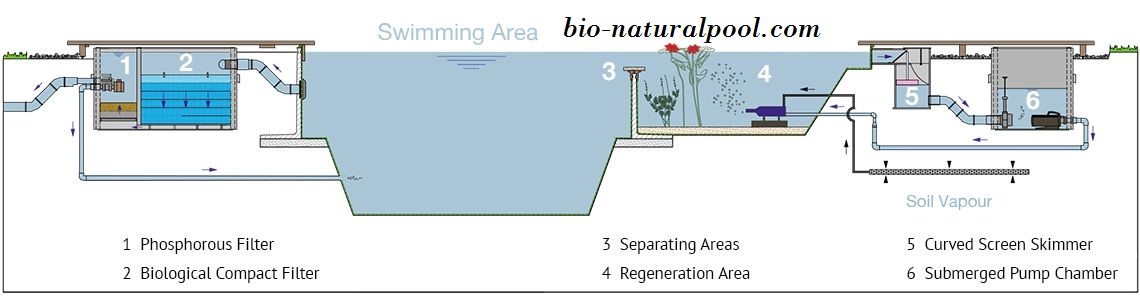 Swimming Area
bio-naturalpool.com
1
2
3
4
5
6
Soil Vapour
1 Phosphorous Filter
2 Biological Compact Filter
3 Separating Areas
4 Regeneration Area
5 Curved Screen Skimmer
6 Submerged Pump Chamber